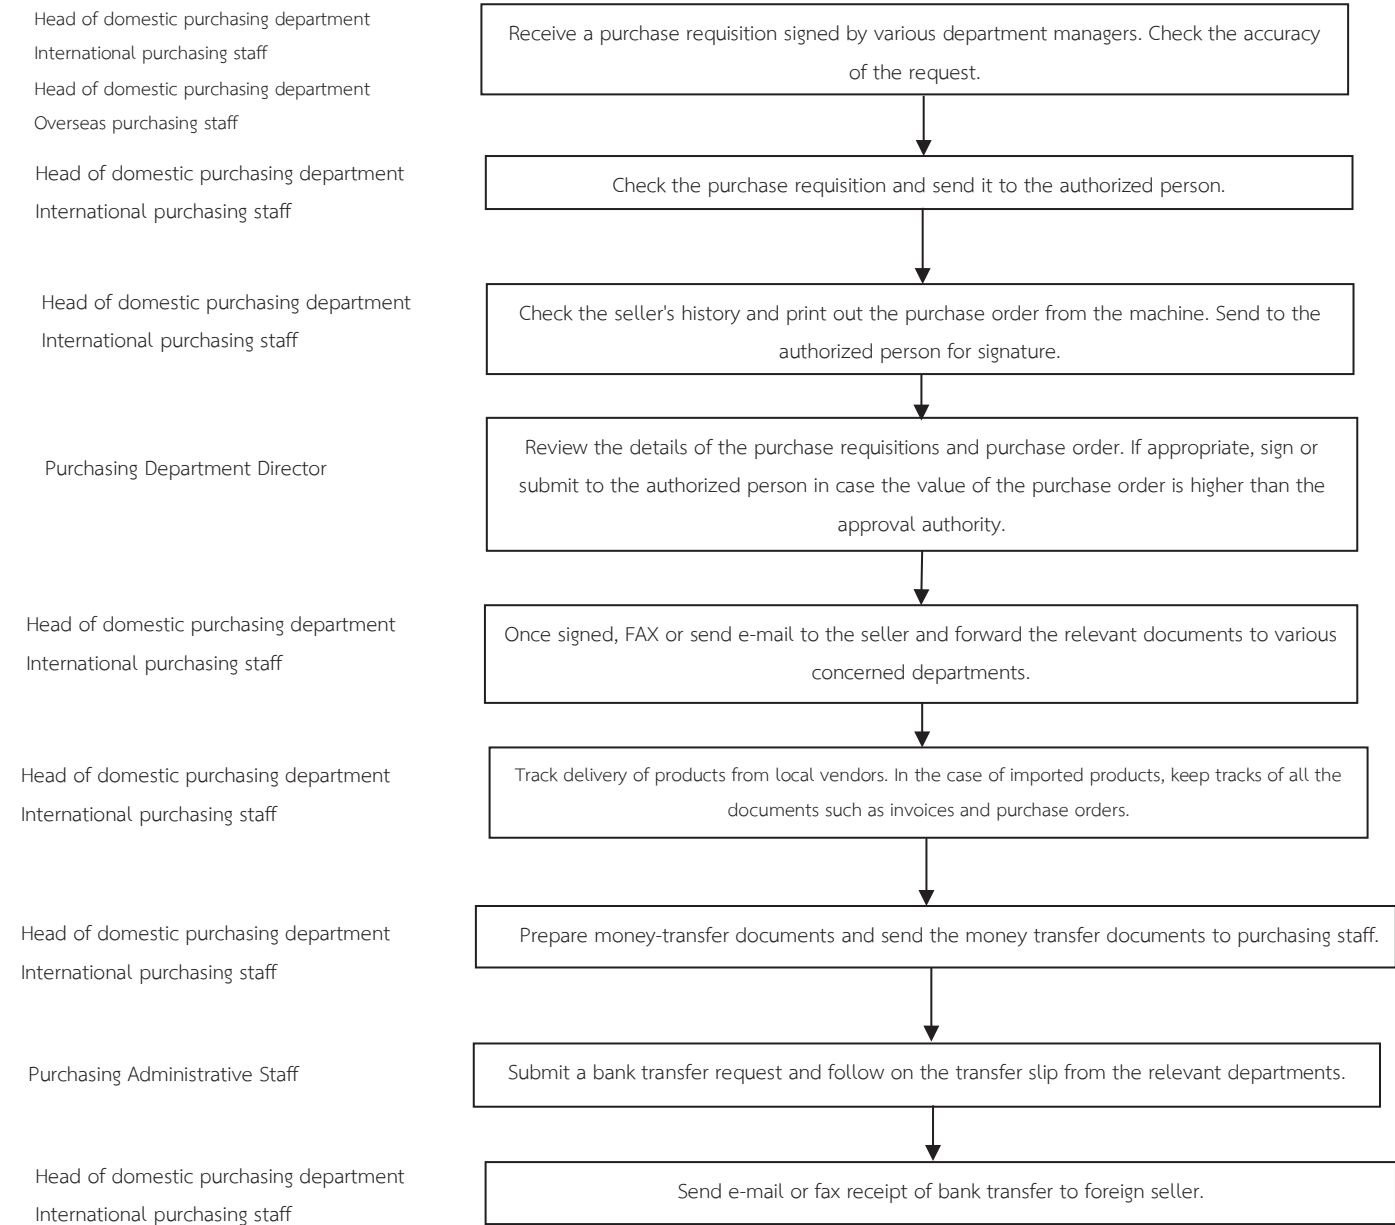 Head of domestic purchasing department
International purchasing staff
Head of domestic purchasing department
Overseas purchasing staff
Receive a purchase requisition signed by various department managers. Check the accuracy
of the request.
Head of domestic purchasing department
International purchasing staff
Check the purchase requisition and send it to the authorized person.
Head of domestic purchasing department
International purchasing staff
Check the seller's history and print out the purchase order from the machine. Send to the
authorized person for signature.
Purchasing Department Director
Review the details of the purchase requisitions and purchase order. If appropriate, sign or
submit to the authorized person in case the value of the purchase order is higher than the
approval authority.
Head of domestic purchasing department
International purchasing staff
Once signed, FAX or send e-mail to the seller and forward the relevant documents to various
concerned departments.
Head of domestic purchasing department
International purchasing staff
Track delivery of products from local vendors. In the case of imported products, keep tracks of all the
documents such as invoices and purchase orders.
Head of domestic purchasing department
International purchasing staff
Prepare money-transfer documents and send the money transfer documents to purchasing staff.
Purchasing Administrative Staff
Submit a bank transfer request and follow on the transfer slip from the relevant departments.
Head of domestic purchasing department
International purchasing staff
Send e-mail or fax receipt of bank transfer to foreign seller.